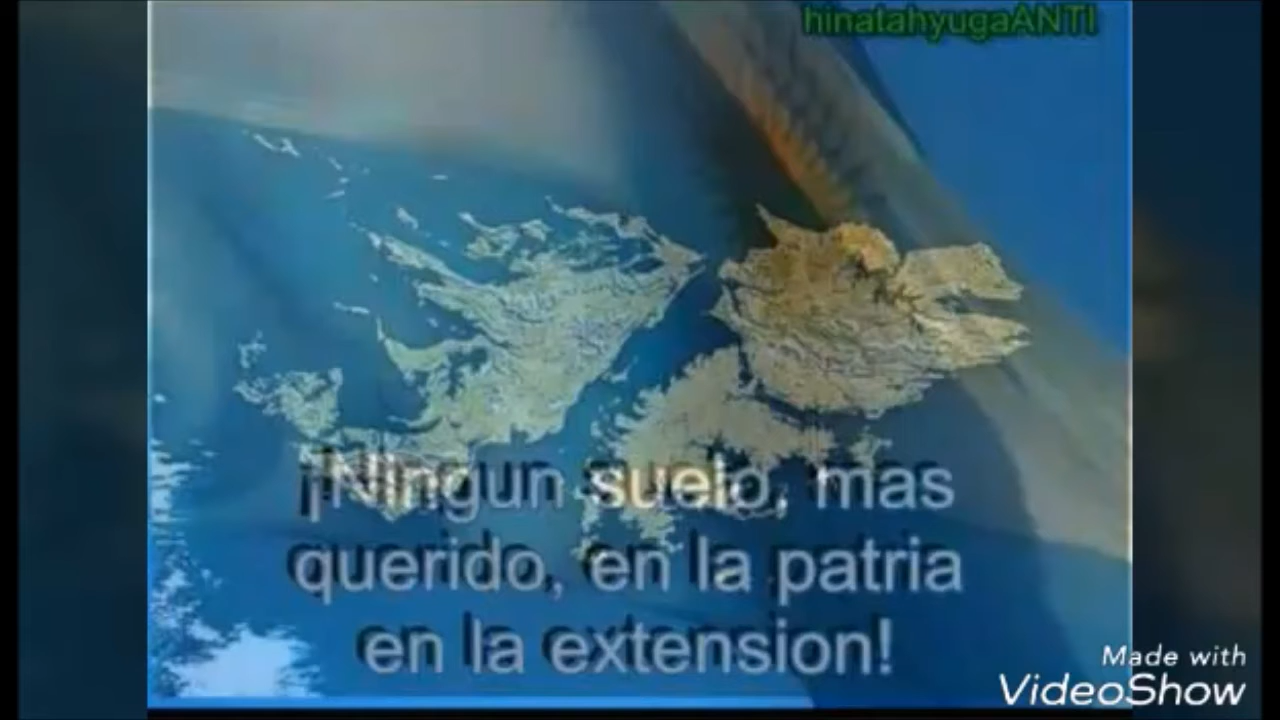 hinatahyugaANTI
¡Ningun suelo, mas
querido, en la patria
en la extension!
Made with
VideoShow